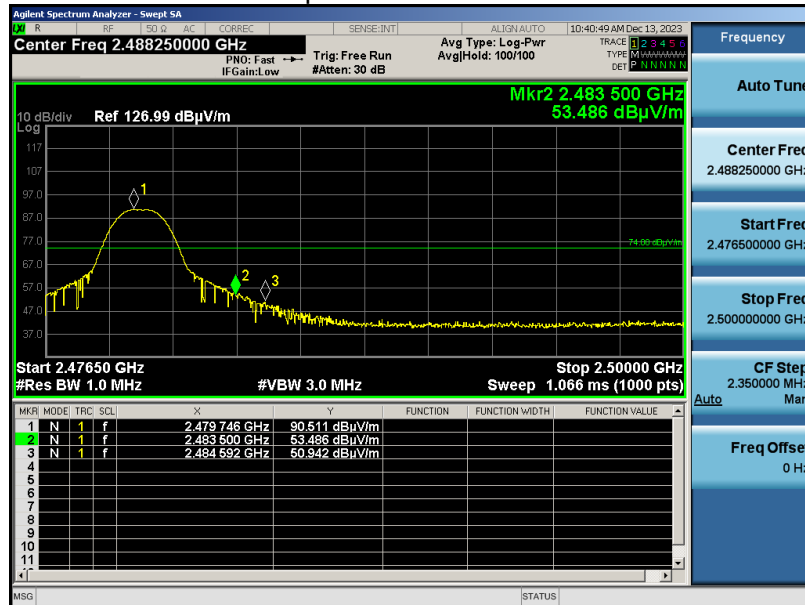 Agilent Spectrum Analyzer - Swept SA
LXI R RF 50 Ω AC CORREC SENSE:INT ALIGN AUTO 10:40:49 AM Dec 13, 2023
Center Freq 2.488250000 GHz
PNO: Fast
IFGain:Low
Trig: Free Run
#Atten: 30 dB
Avg Type: Log-Pwr
Avg|Hold: 100/100
TRACE 1 2 3 4 5 6
TYPE M
DET P N N N N N
Frequency
Mkr2 2.483 500 GHz
53.486 dBµV/m
10 dB/div Ref 126.99 dBµV/m
Log
117
107
97.0
87.0
77.0
67.0
57.0
47.0
37.0
1
2
3
74.00 dBµV/m
Start 2.47650 GHz Stop 2.50000 GHz
#Res BW 1.0 MHz #VBW 3.0 MHz Sweep 1.066 ms (1000 pts)
MKR MODE TRC SCL X Y FUNCTION FUNCTION WIDTH FUNCTION VALUE
1 N 1 f 2.479 746 GHz 90.511 dBµV/m
2 N 1 f 2.483 500 GHz 53.486 dBµV/m
3 N 1 f 2.484 592 GHz 50.942 dBµV/m
4
5
6
7
8
9
10
11
Auto Tune
Center Freq
2.488250000 GHz
Start Freq
2.476500000 GHz
Stop Freq
2.500000000 GHz
CF Step
2.350000 MHz
Auto Man
Freq Offset
0 Hz
MSG STATUS